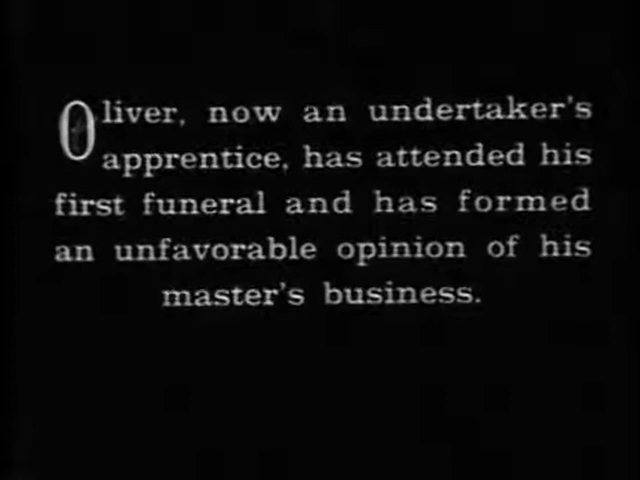 Oliver, now an undertaker's
apprentice, has attended his
first funeral and has formed
an unfavorable opinion of his
master's business.